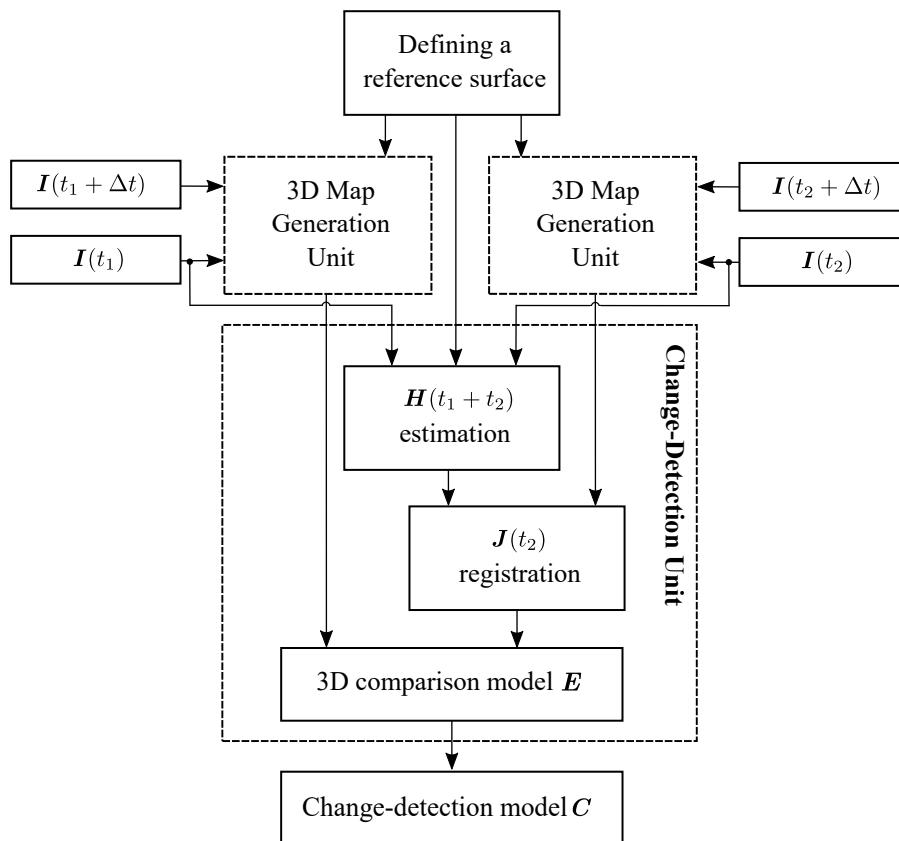 Defining a
reference surface
I(t₁ + Δt)
3D Map
Generation
Unit
3D Map
Generation
Unit
I(t₂ + Δt)
I(t₁)
I(t₂)
Change-Detection Unit
H(t₁ + t₂)
estimation
J(t₂)
registration
3D comparison model E
Change-detection model C